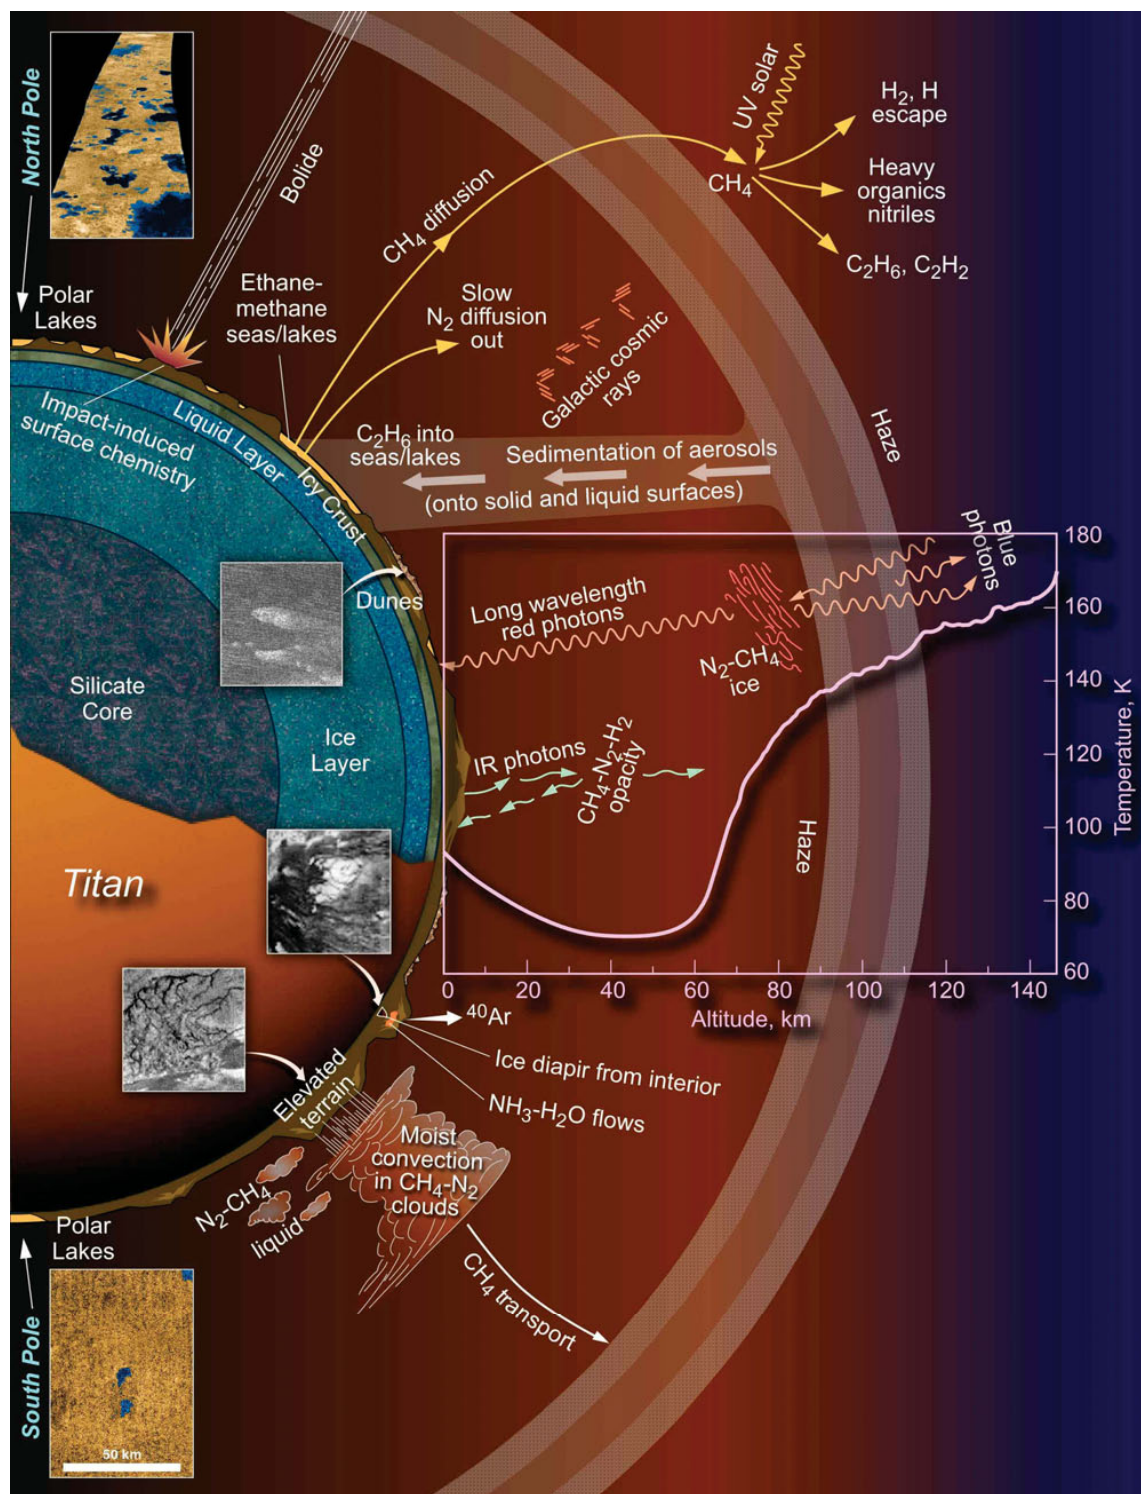 North Pole
Polar
Lakes
Bolide
Ethane-
methane
seas/lakes
CH4 diffusion
Slow
N2 diffusion
out
UV solar
CH4
H2, H
escape
Heavy
organics
nitriles
C2H6, C2H2
Galactic cosmic
rays
Haze
Impact-induced
surface chemistry
Liquid Layer
Icy Crust
C2H6 into
seas/lakes
Sedimentation of aerosols
(onto solid and liquid surfaces)
Dunes
Silicate
Core
Ice
Layer
Titan
Long wavelength
red photons
Blue
photons
N2-CH4
ice
IR photons
CH4-N2-H2
opacity
Haze
180
160
140
120
100
80
60
Temperature, K
0
20
40
60
80
100
120
140
Altitude, km
40Ar
Ice diapir from interior
NH3-H2O flows
Elevated
terrain
Moist
convection
in CH4-N2
clouds
N2-CH4
liquid
CH4 transport
Polar
Lakes
South Pole
50 km